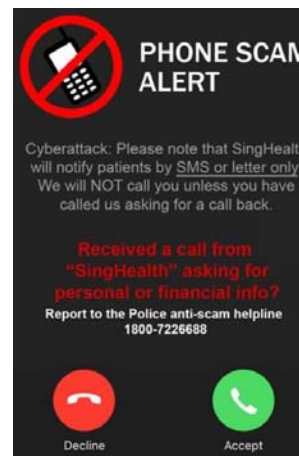 PHONE SCAM
ALERT
Cyberattack: Please note that SingHealt
will notify patients by SMS or letter only
We will NOT call you unless you have
called us asking for a call back.
Received a call from
“SingHealth” asking for
personal or financial info?
Report to the Police anti-scam helpline
1800-7226688
Decline
Accept